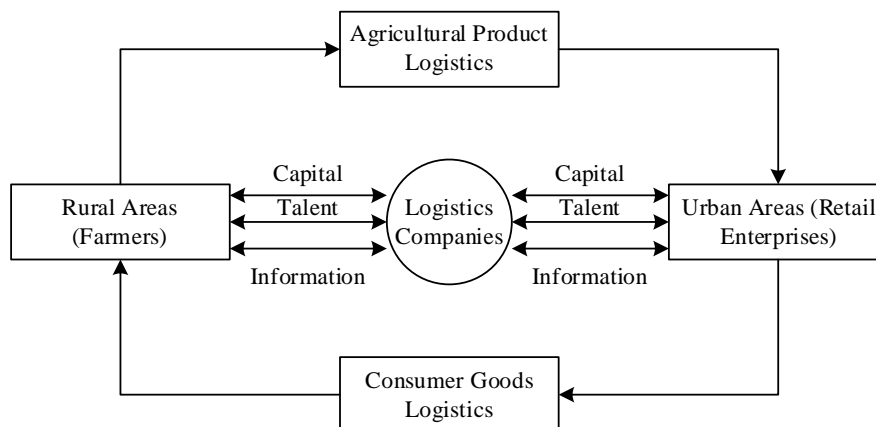 Agricultural Product
Logistics
Capital
Capital
Rural Areas
(Farmers)
Talent
Logistics
Companies
Talent
Urban Areas (Retail
Enterprises)
Information
Information
Consumer Goods
Logistics